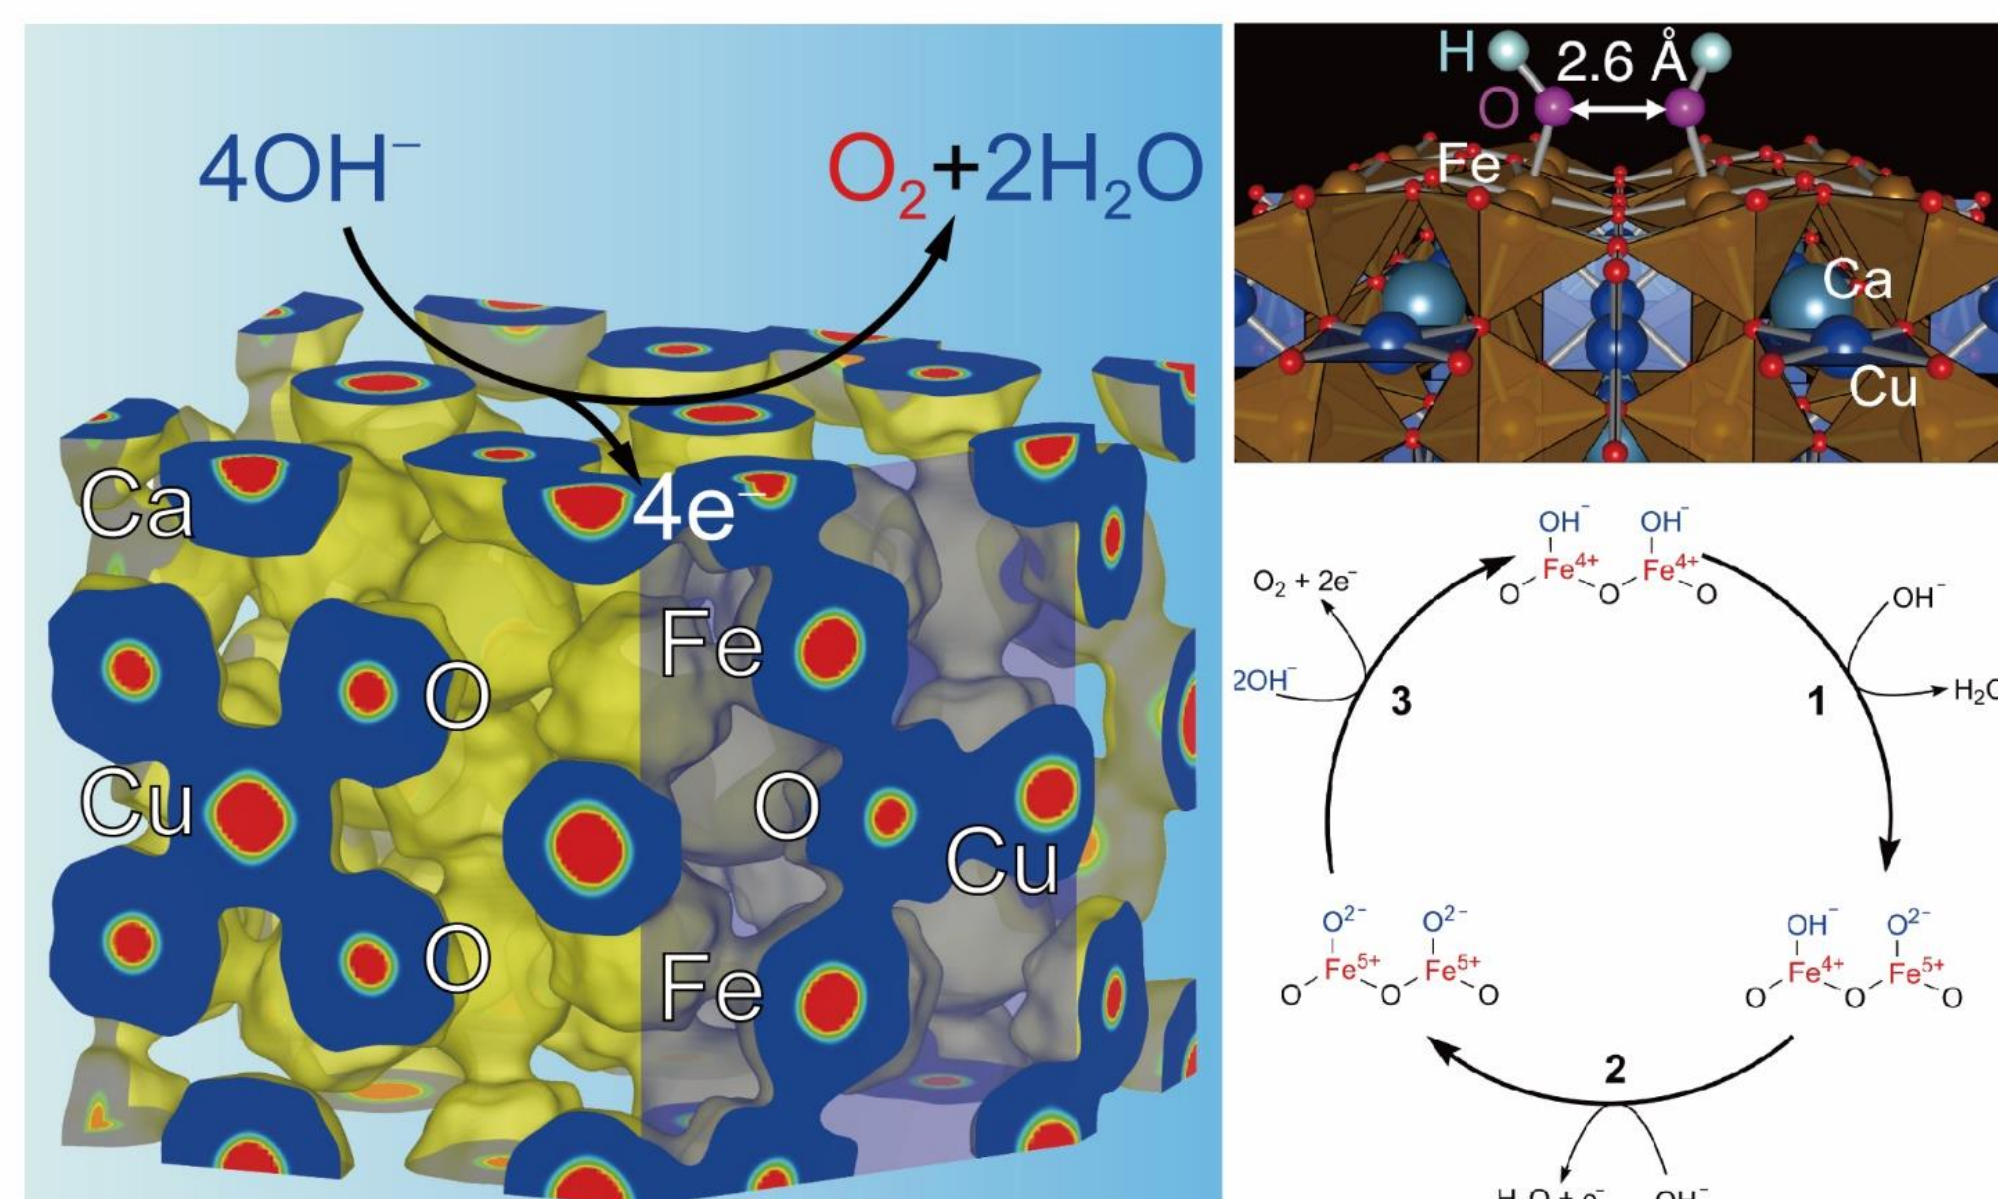 4OH⁻
O₂+2H₂O
Ca
4e⁻
Fe
O
Cu
O
Cu
O
Fe
H
2.6 Å
O
Fe
Ca
Cu
OH⁻ OH⁻
Fe⁴⁺ Fe⁴⁺
O O O
O₂ + 2e⁻
OH⁻
2OH⁻
3
1
O²⁻ O²⁻
Fe⁵⁺ Fe⁵⁺
O O O
OH⁻ O²⁻
Fe⁴⁺ Fe⁵⁺
O O O
2